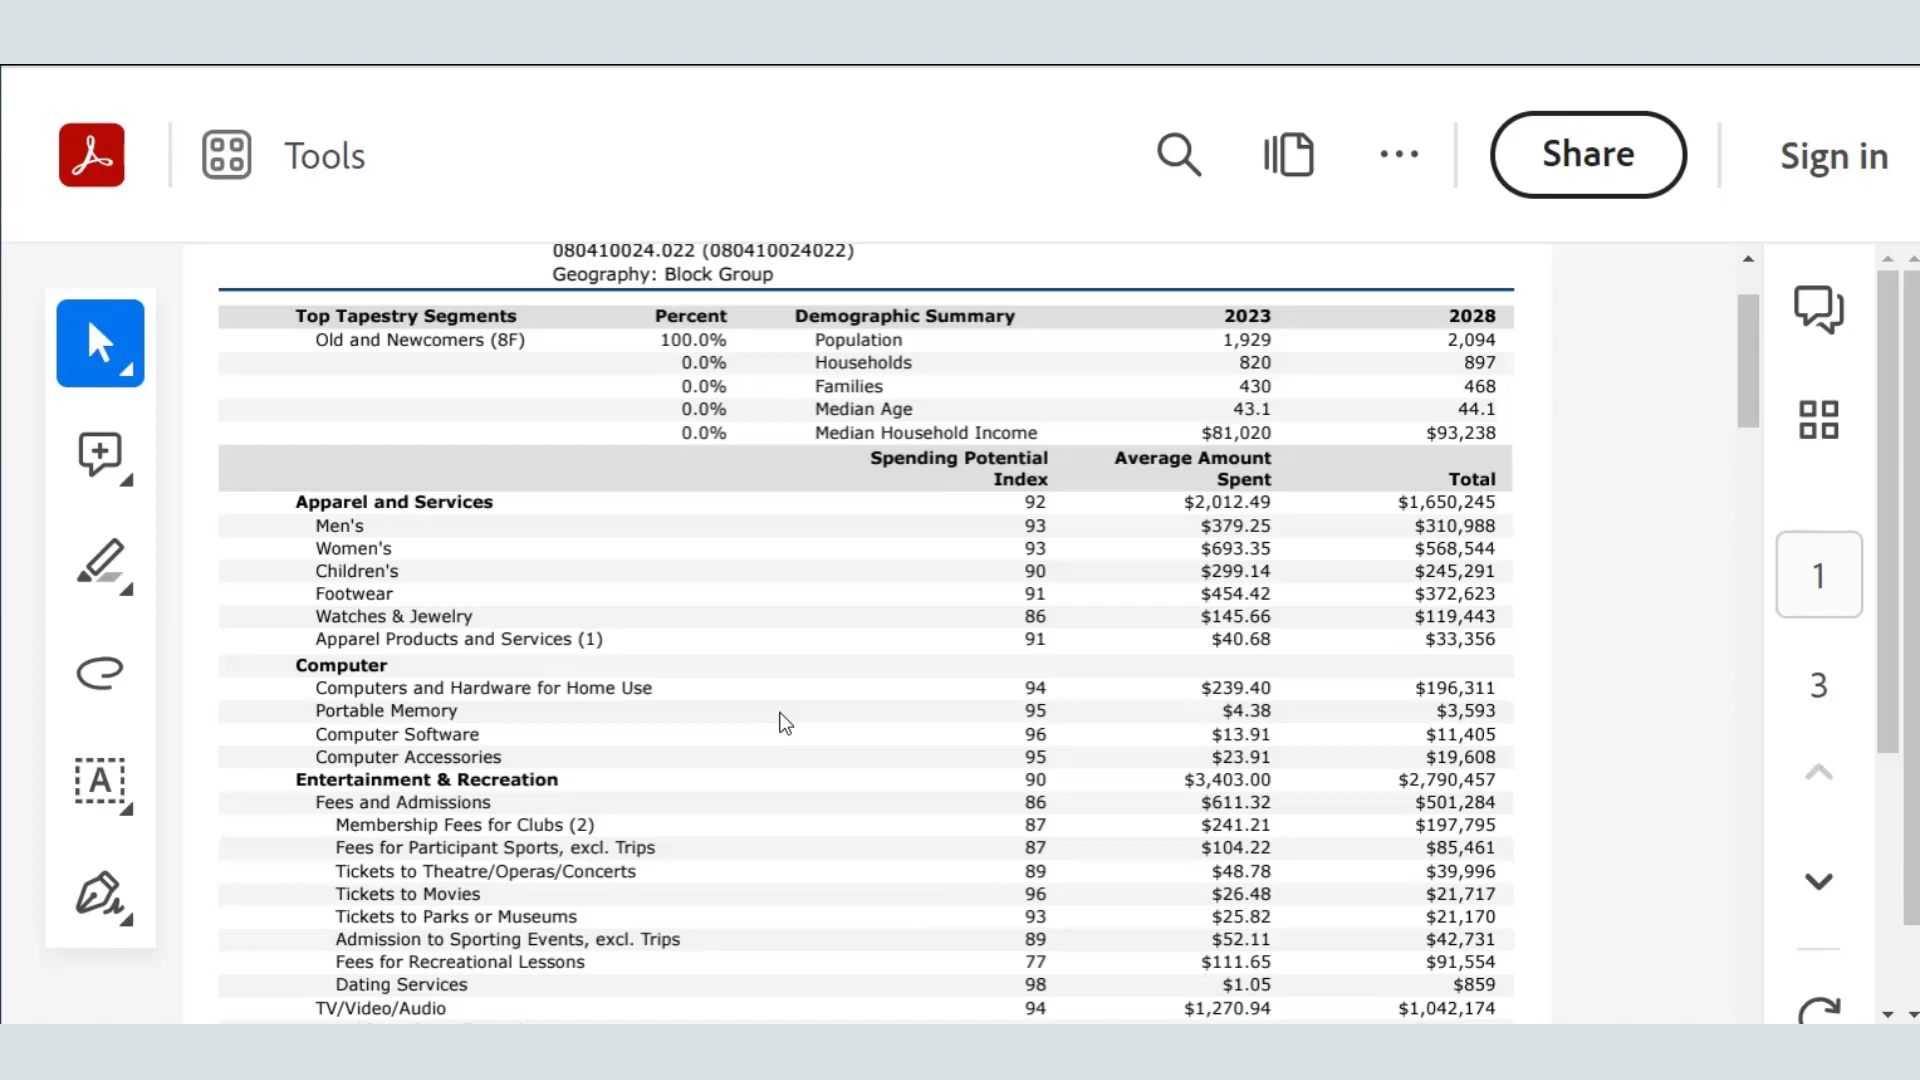 Tools
Share
Sign in
080410024.022 (080410024022)
Geography: Block Group
Top Tapestry Segments Percent Demographic Summary 2023 2028
Old and Newcomers (8F) 100.0% Population 1,929 2,094
0.0% Households 820 897
0.0% Families 430 468
0.0% Median Age 43.1 44.1
0.0% Median Household Income $81,020 $93,238
Spending Potential Average Amount
Index Spent Total
Apparel and Services 92 $2,012.49 $1,650,245
Men's 93 $379.25 $310,988
Women's 93 $693.35 $568,544
Children's 90 $299.14 $245,291
Footwear 91 $454.42 $372,623
Watches & Jewelry 86 $145.66 $119,443
Apparel Products and Services (1) 91 $40.68 $33,356
Computer
Computers and Hardware for Home Use 94 $239.40 $196,311
Portable Memory 95 $4.38 $3,593
Computer Software 96 $13.91 $11,405
Computer Accessories 95 $23.91 $19,608
Entertainment & Recreation 90 $3,403.00 $2,790,457
Fees and Admissions 86 $611.32 $501,284
Membership Fees for Clubs (2) 87 $241.21 $197,795
Fees for Participant Sports, excl. Trips 87 $104.22 $85,461
Tickets to Theatre/Operas/Concerts 89 $48.78 $39,996
Tickets to Movies 96 $26.48 $21,717
Tickets to Parks or Museums 93 $25.82 $21,170
Admission to Sporting Events, excl. Trips 89 $52.11 $42,731
Fees for Recreational Lessons 77 $111.65 $91,554
Dating Services 98 $1.05 $859
TV/Video/Audio 94 $1,270.94 $1,042,174
A
1
3